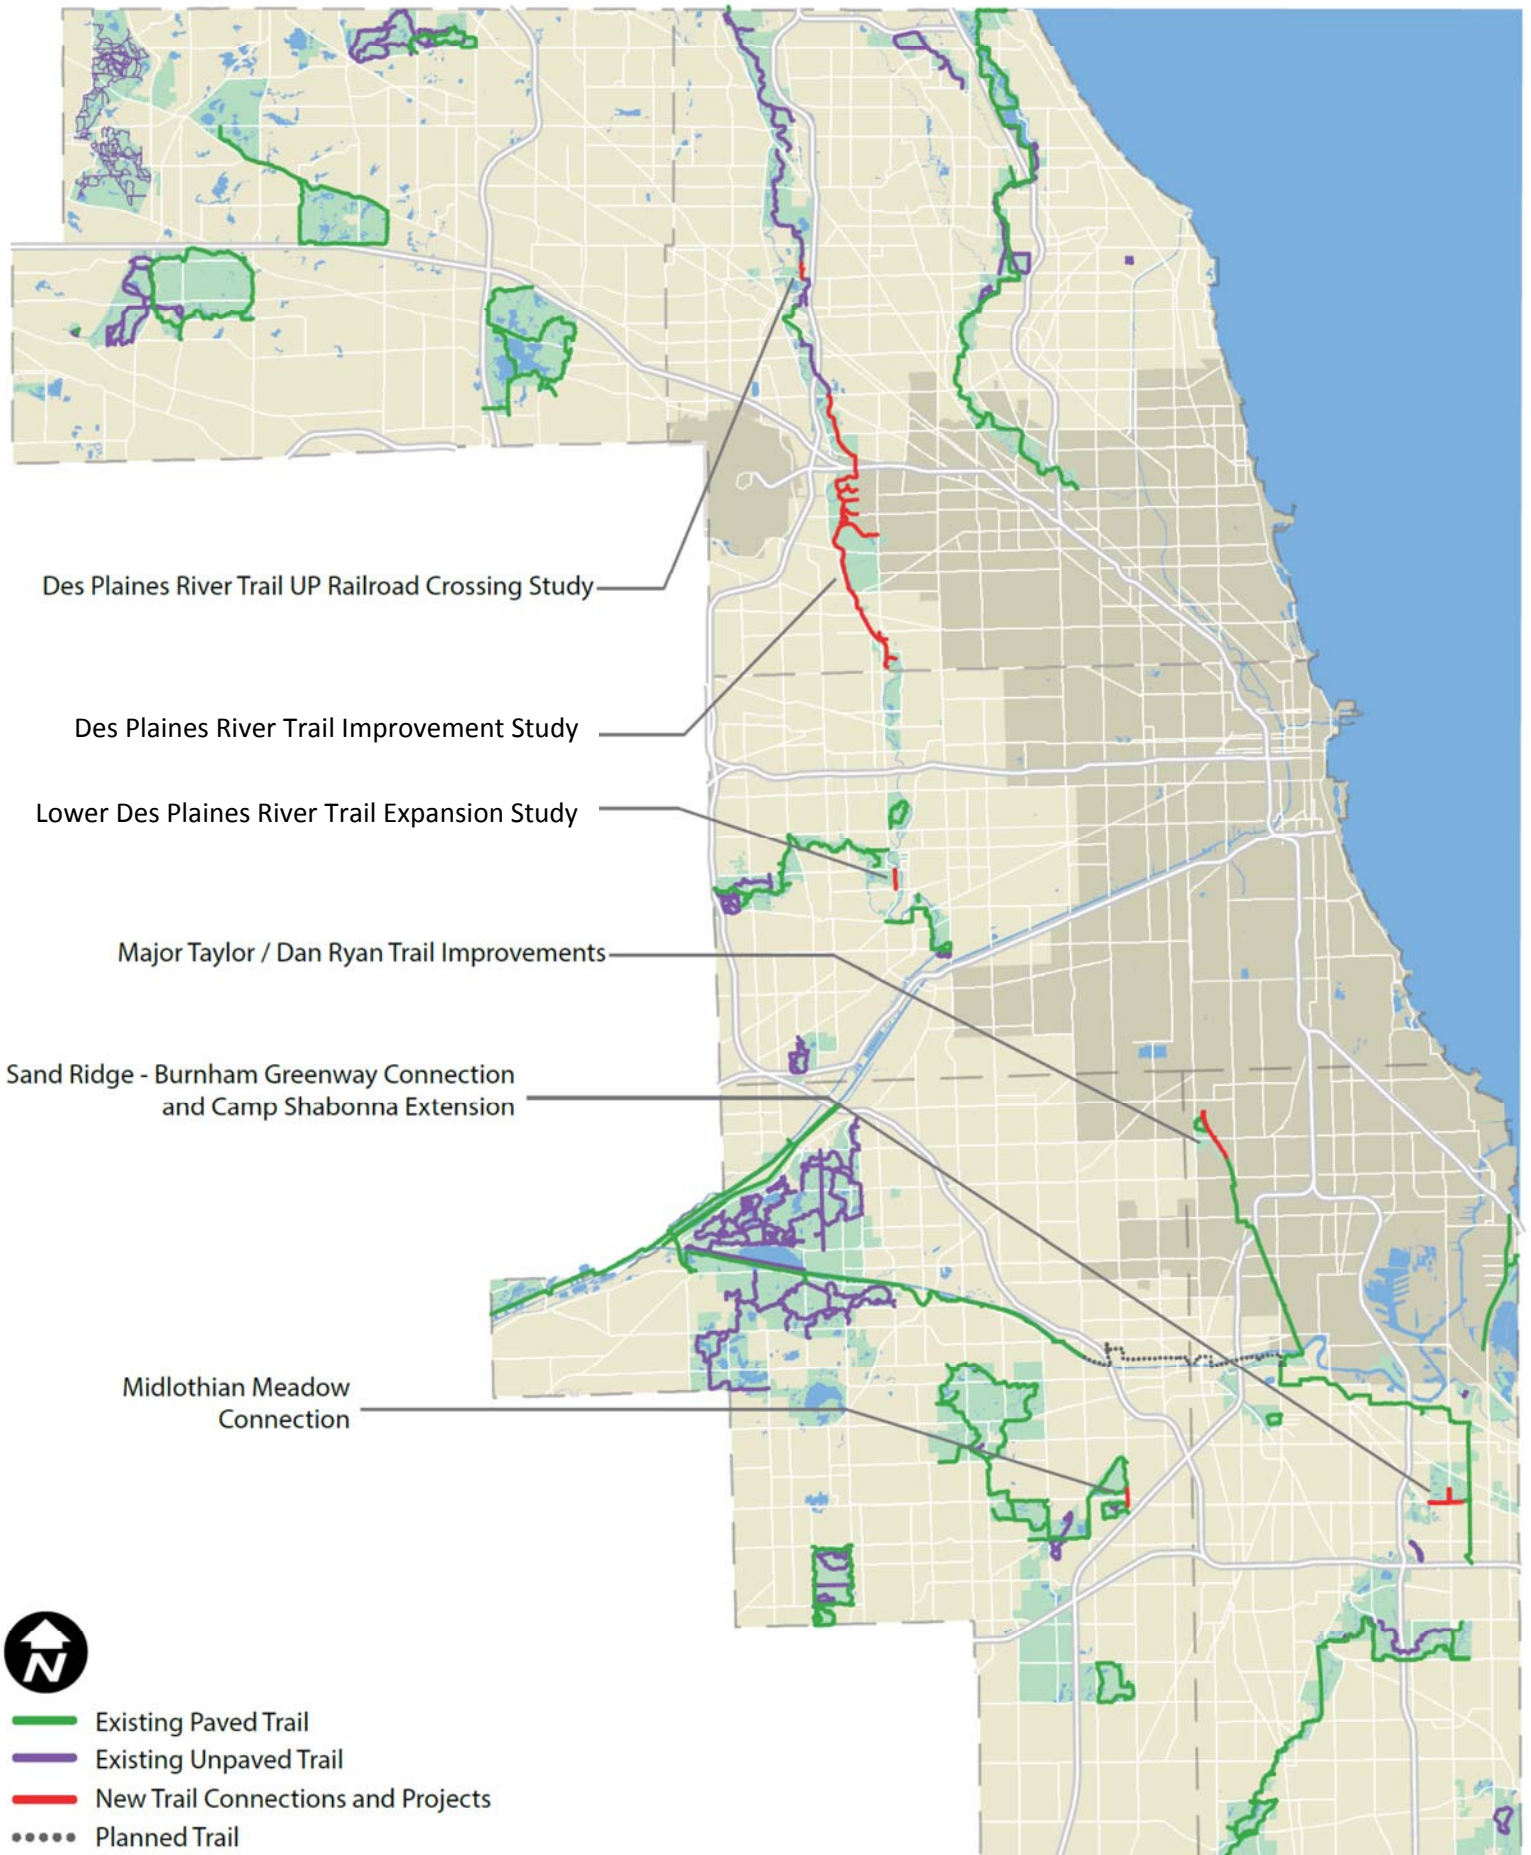 Des Plaines River Trail UP Railroad Crossing Study
Des Plaines River Trail Improvement Study
Lower Des Plaines River Trail Expansion Study
Major Taylor / Dan Ryan Trail Improvements
Sand Ridge - Burnham Greenway Connection
and Camp Shabonna Extension
Midlothian Meadow
Connection
N
Existing Paved Trail
Existing Unpaved Trail
New Trail Connections and Projects
Planned Trail